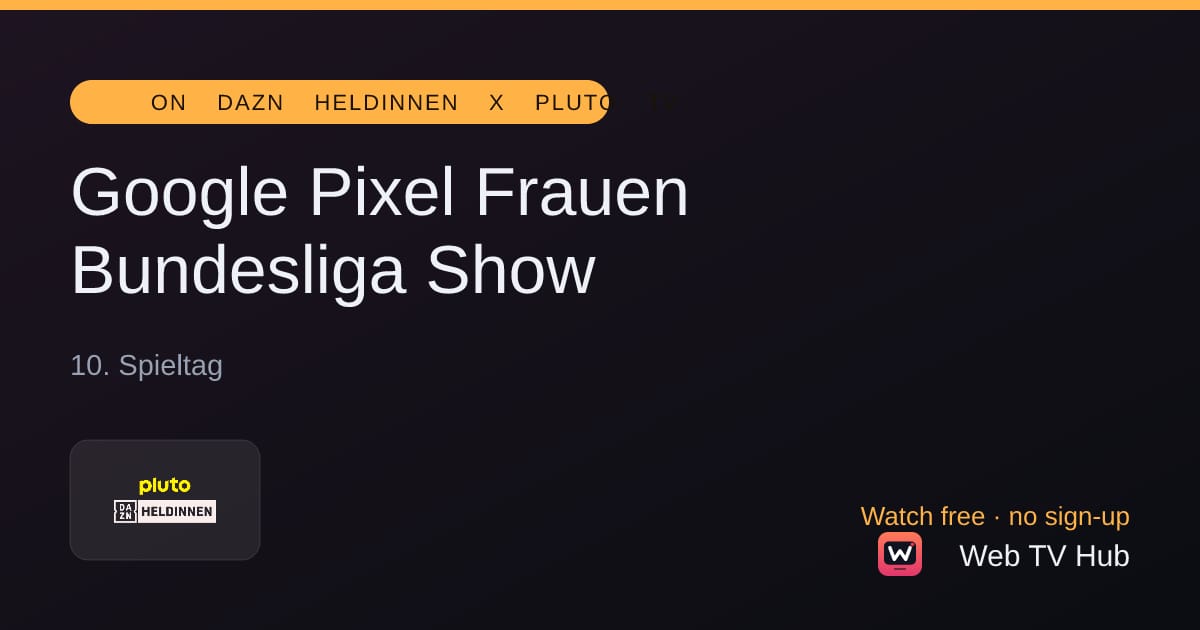 ON DAZN HELDINNEN X PLUTO TV
Google Pixel Frauen
Bundesliga Show
10. Spieltag
pluto
DAZN HELDINNEN
Watch free · no sign-up
W Web TV Hub